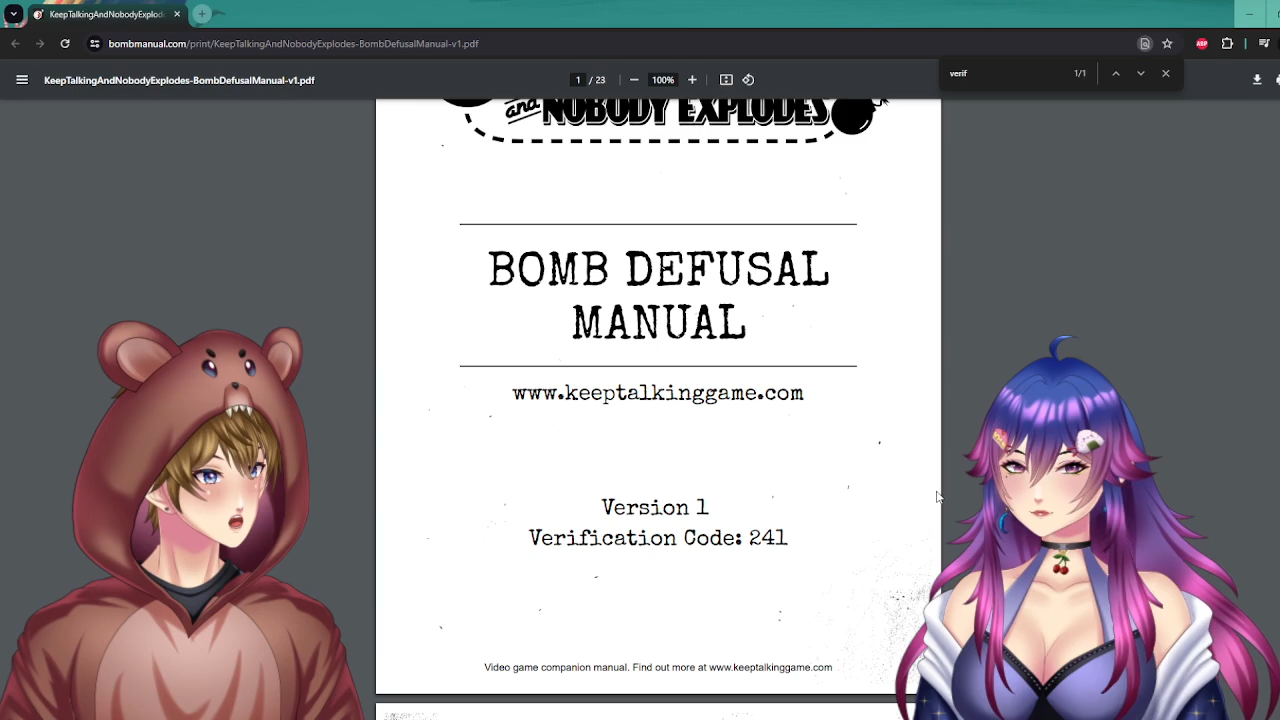 KeepTalkingAndNobodyExplode
bombmanual.com/print/KeepTalkingAndNobodyExplodes-BombDefusalManual-v1.pdf
ABP
verif
1/1
KeepTalkingAndNobodyExplodes-BombDefusalManual-v1.pdf
1 / 23
100%
and NOBODY EXPLODES
BOMB DEFUSAL
MANUAL
www.keeptalkinggame.com
Version 1
Verification Code: 241
Video game companion manual. Find out more at www.keeptalkinggame.com